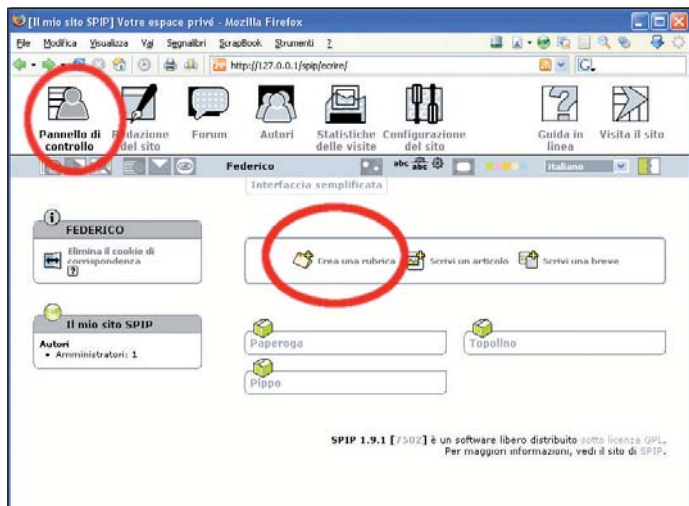 [Il mio sito SPIP] Votre espace privé - Mozilla Firefox
File Modifica Visualizza Vai Segnalibri ScrapBook Strumenti ?
http://127.0.0.1/spip/ecrire/
G
Pannello di controllo
Redazione del sito
Forum
Autori
Statistiche delle visite
Configurazione del sito
Guida in linea
Visita il sito
Federico
abc abc abc
italiano
Interfaccia semplificata
FEDERICO
Elimina il cookie di
corrispondenza
?
Crea una rubrica Scrivi un articolo Scrivi una breve
Il mio sito SPIP
Autori
• Amministratori: 1
Paperoga Topolino
Pippo
SPIP 1.9.1 [7502] è un software libero distribuito sotto licenza GPL.
Per maggiori informazioni, vedi il sito di SPIP.